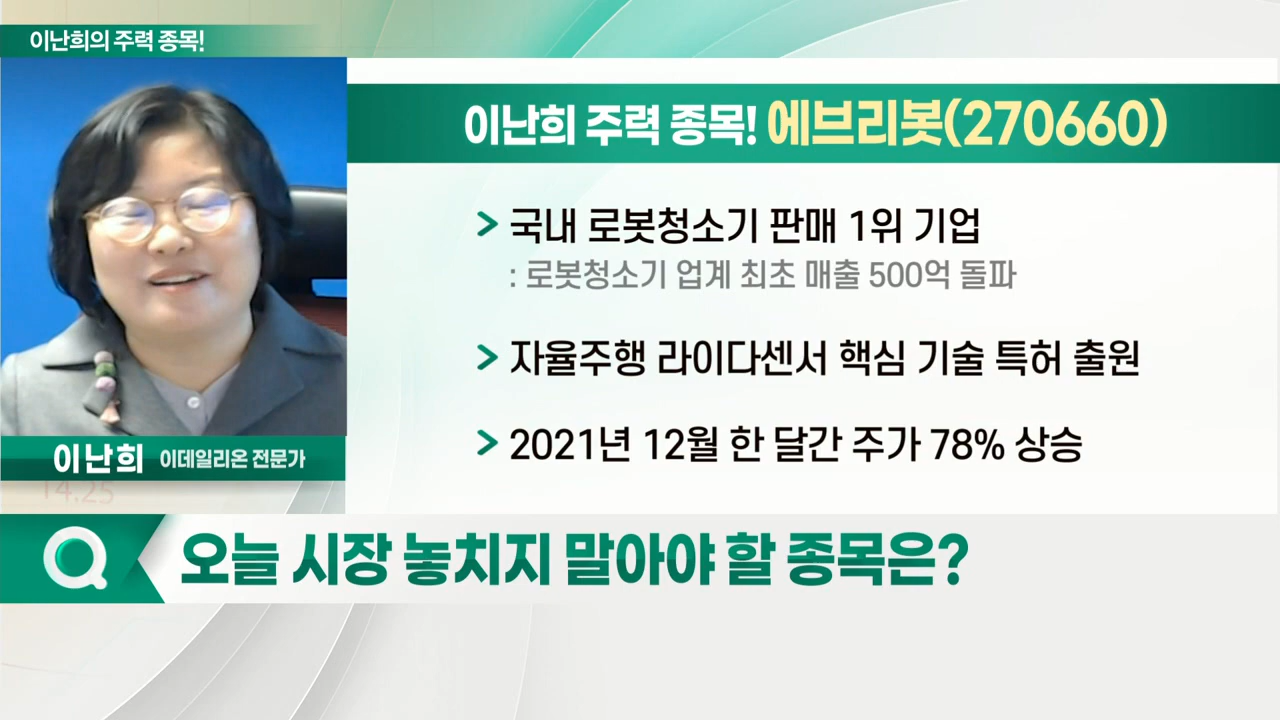 이난희의 주력 종목!
이난희 주력 종목! 에브리봇(270660)
> 국내 로봇청소기 판매 1위 기업
: 로봇청소기 업계 최초 매출 500억 돌파
> 자율주행 라이다센서 핵심 기술 특허 출원
> 2021년 12월 한 달간 주가 78% 상승
이난희 이데일리온 전문가
14:25
Q 오늘 시장 놓치지 말아야 할 종목은?